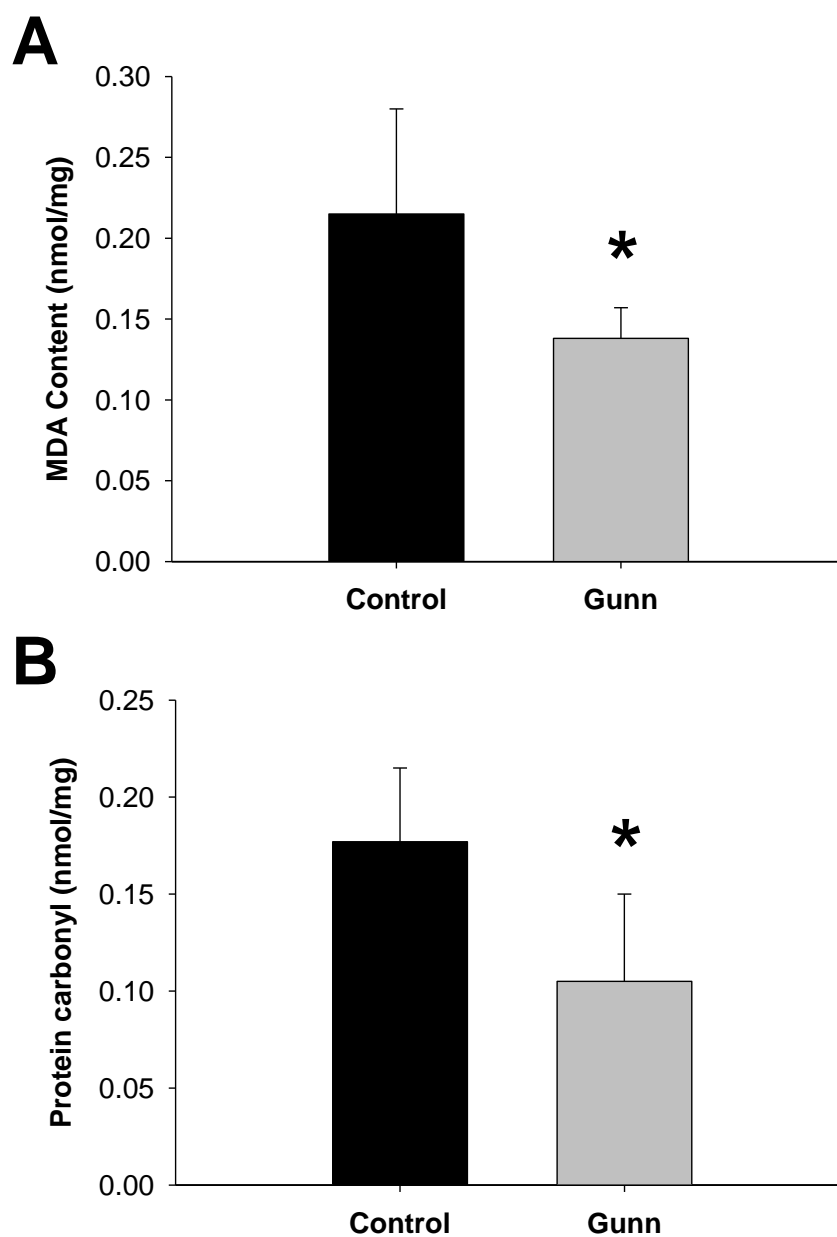 A
0.30
0.25
0.20
0.15
0.10
0.05
0.00
MDA Content (nmol/mg)
*
Control Gunn
B
0.25
0.20
0.15
0.10
0.05
0.00
Protein carbonyl (nmol/mg)
*
Control Gunn